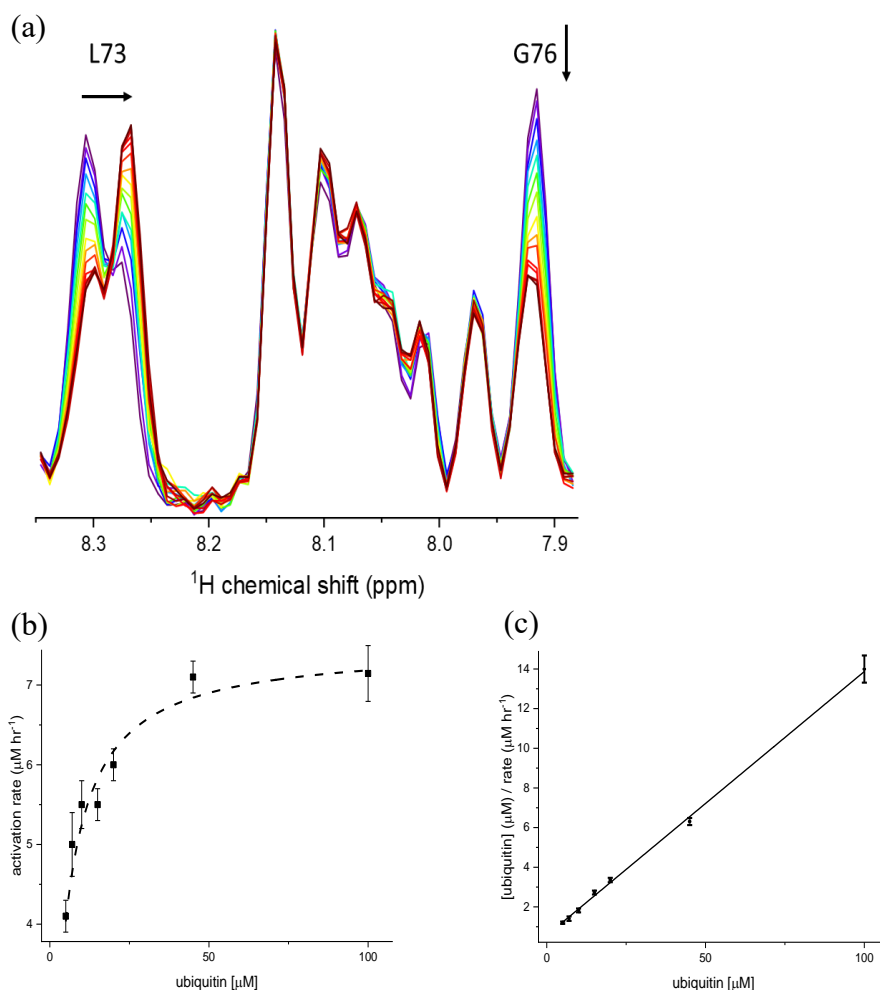 (a)
L73
G76
8.3 8.2 8.1 8.0 7.9
¹H chemical shift (ppm)
(b)
7
6
5
4
activation rate (µM hr⁻¹)
0 50 100
ubiquitin [µM]
(c)
14
12
10
8
6
4
2
[ubiquitin] (µM) / rate (µM hr⁻¹)
0 50 100
ubiquitin [µM]